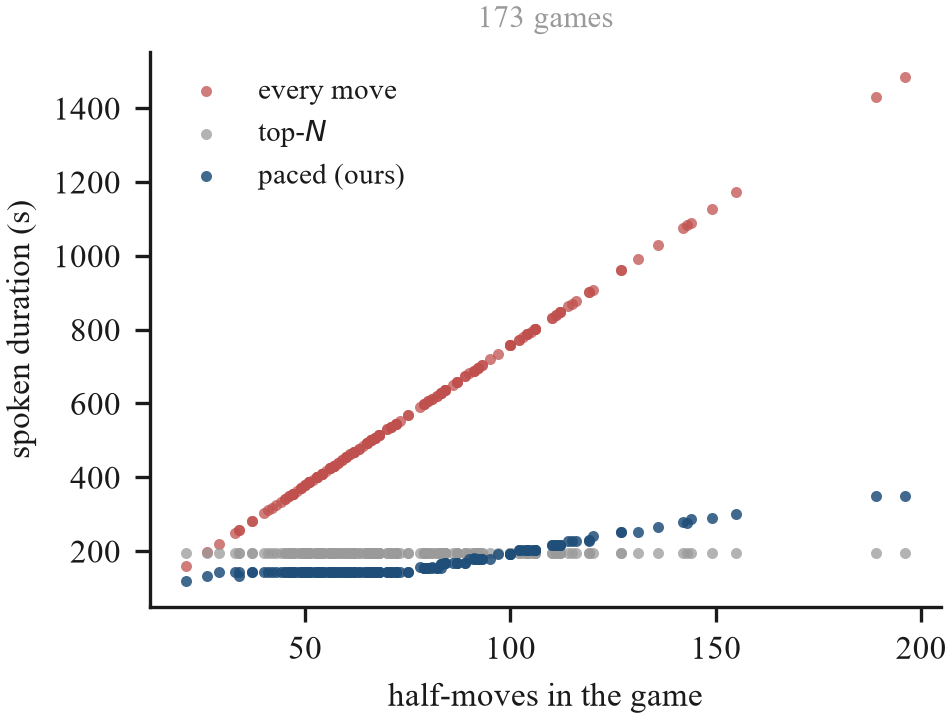 173 games
every move
top-N
paced (ours)
1400
1200
1000
800
600
400
200
spoken duration (s)
50 100 150 200
half-moves in the game